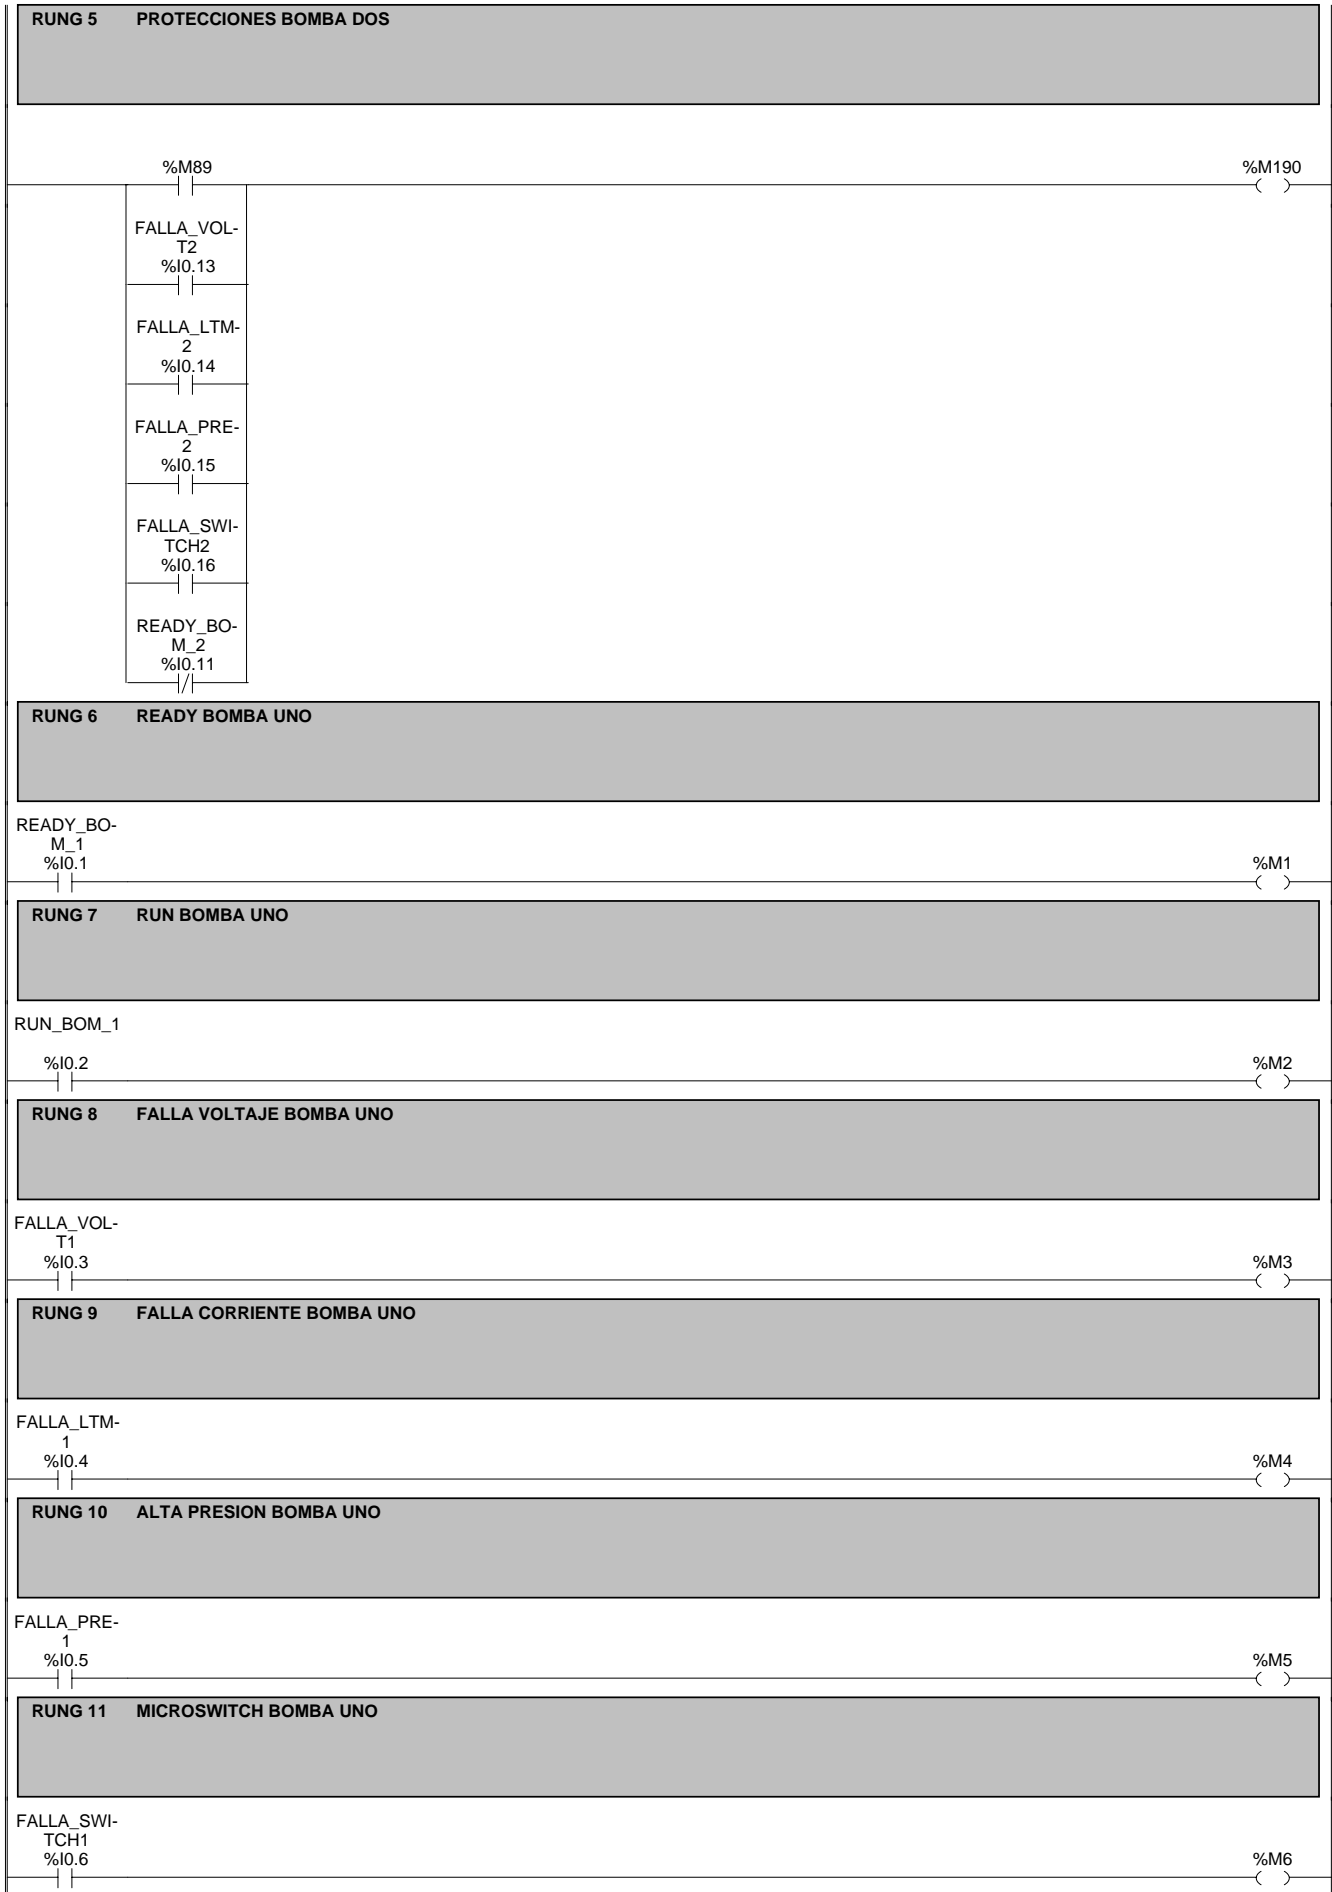 RUNG 5 PROTECCIONES BOMBA DOS
%M89 %M190
FALLA_VOL-
T2
%I0.13
FALLA_LTM-
2
%I0.14
FALLA_PRE-
2
%I0.15
FALLA_SWI-
TCH2
%I0.16
READY_BO-
M_2
%I0.11
RUNG 6 READY BOMBA UNO
READY_BO-
M_1
%I0.1 %M1
RUNG 7 RUN BOMBA UNO
RUN_BOM_1
%I0.2 %M2
RUNG 8 FALLA VOLTAJE BOMBA UNO
FALLA_VOL-
T1
%I0.3 %M3
RUNG 9 FALLA CORRIENTE BOMBA UNO
FALLA_LTM-
1
%I0.4 %M4
RUNG 10 ALTA PRESION BOMBA UNO
FALLA_PRE-
1
%I0.5 %M5
RUNG 11 MICROSWITCH BOMBA UNO
FALLA_SWI-
TCH1
%I0.6 %M6